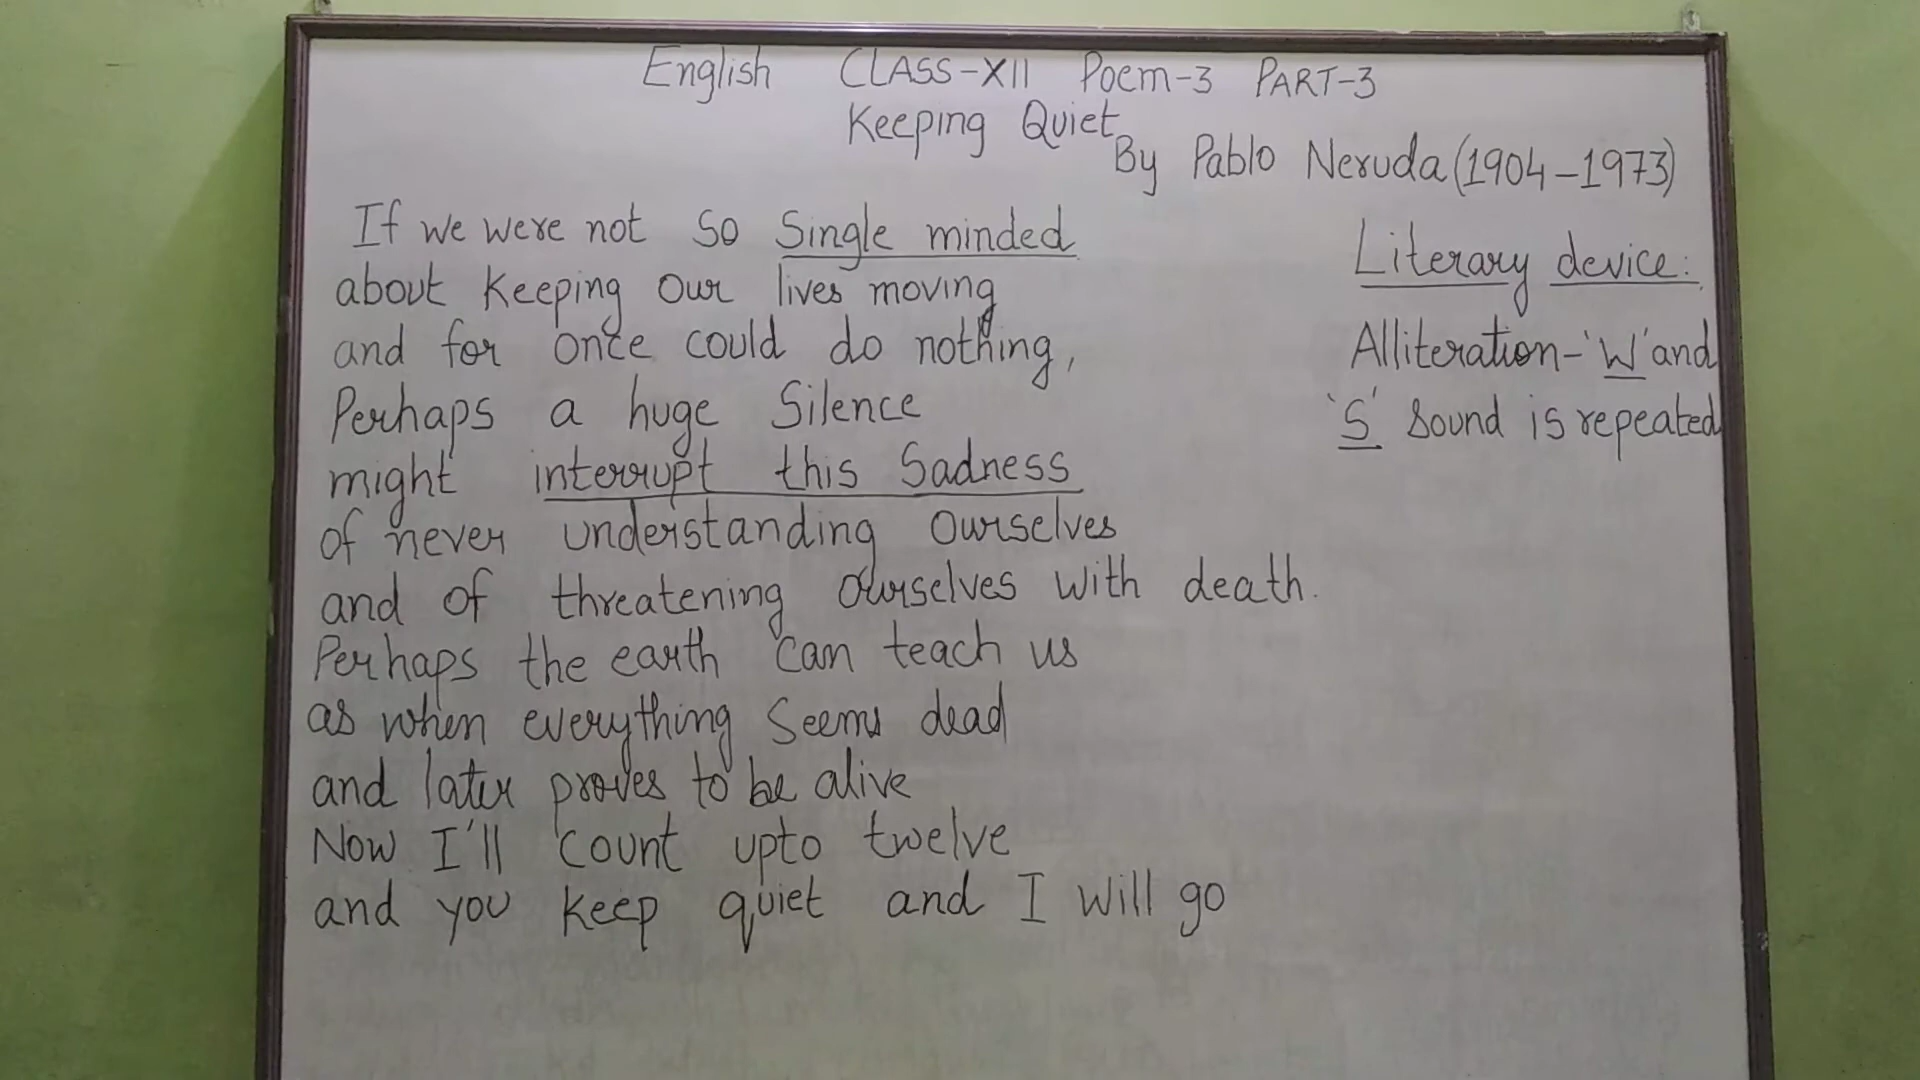 English CLASS-XII Poem-3 PART-3
Keeping Quiet
By Pablo Neruda (1904-1973)
If we were not so Single minded
about Keeping our lives moving
and for once could do nothing,
Perhaps a huge Silence
might interrupt this Sadness
of never understanding ourselves
and of threatening ourselves with death.
Perhaps the earth can teach us
as when everything Seems dead
and later proves to be alive
Now I'll count upto twelve
and you keep quiet and I will go
Literary device:
Alliteration-'W' and
'S' Sound is repeated